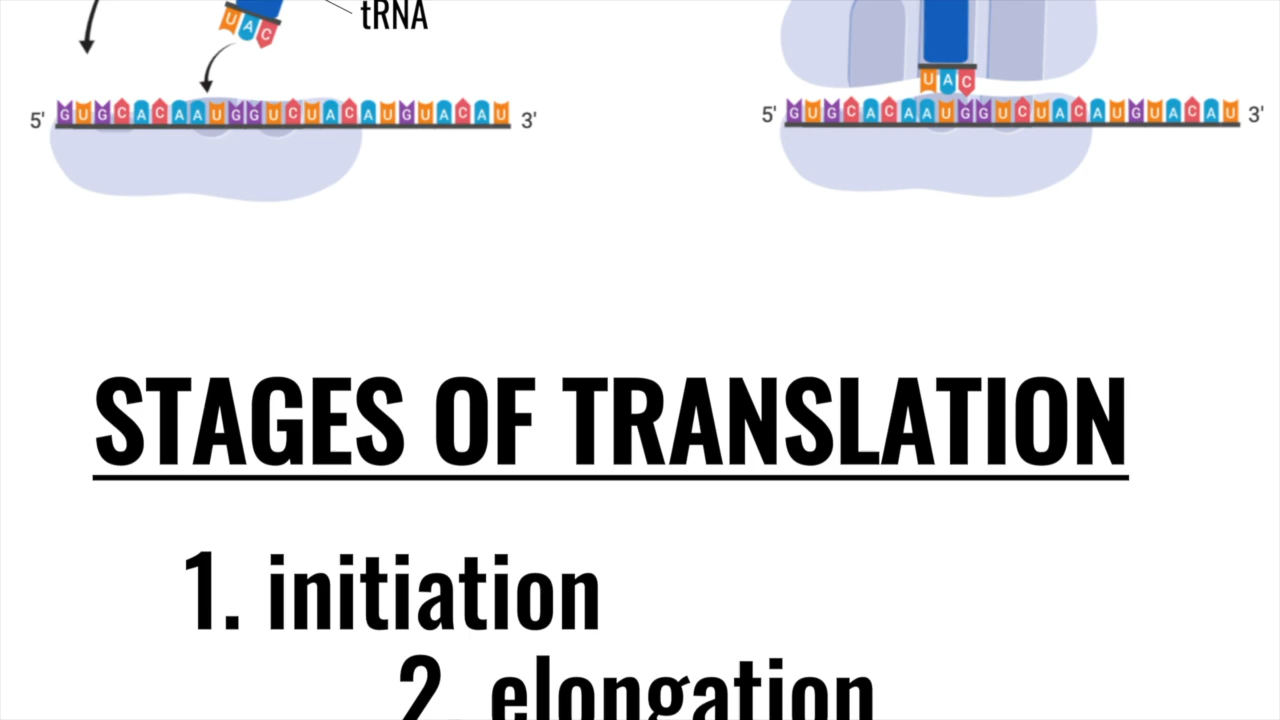 tRNA
UAC
UAC
5' GUGCACAAUGGUCUACAUGUACAU 3'
5' GUGCACAAUGGUCUACAUGUACAU 3'
STAGES OF TRANSLATION
1. initiation
2. elongation